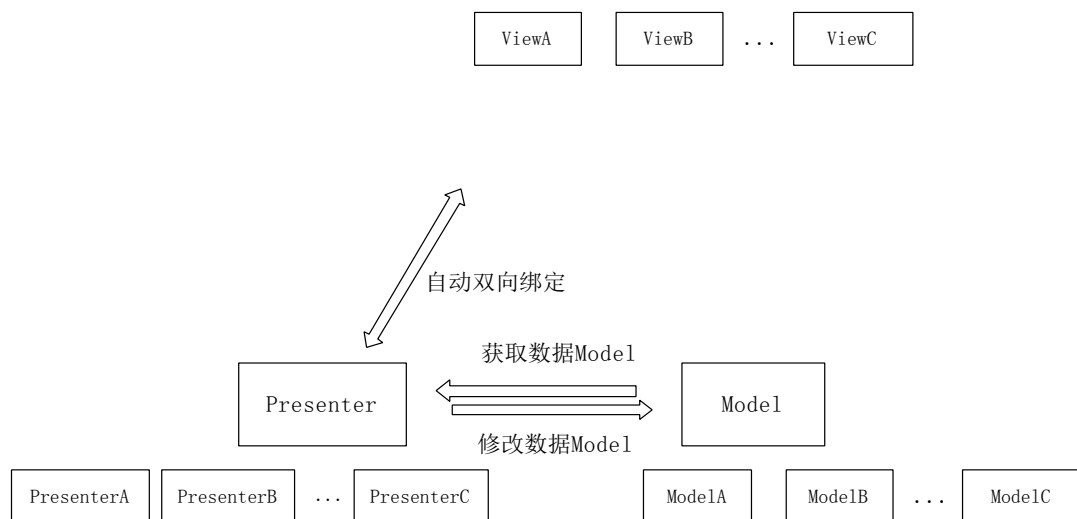 ViewA ViewB ... ViewC
自动双向绑定
获取数据Model
Presenter Model
修改数据Model
PresenterA PresenterB ... PresenterC ModelA ModelB ... ModelC